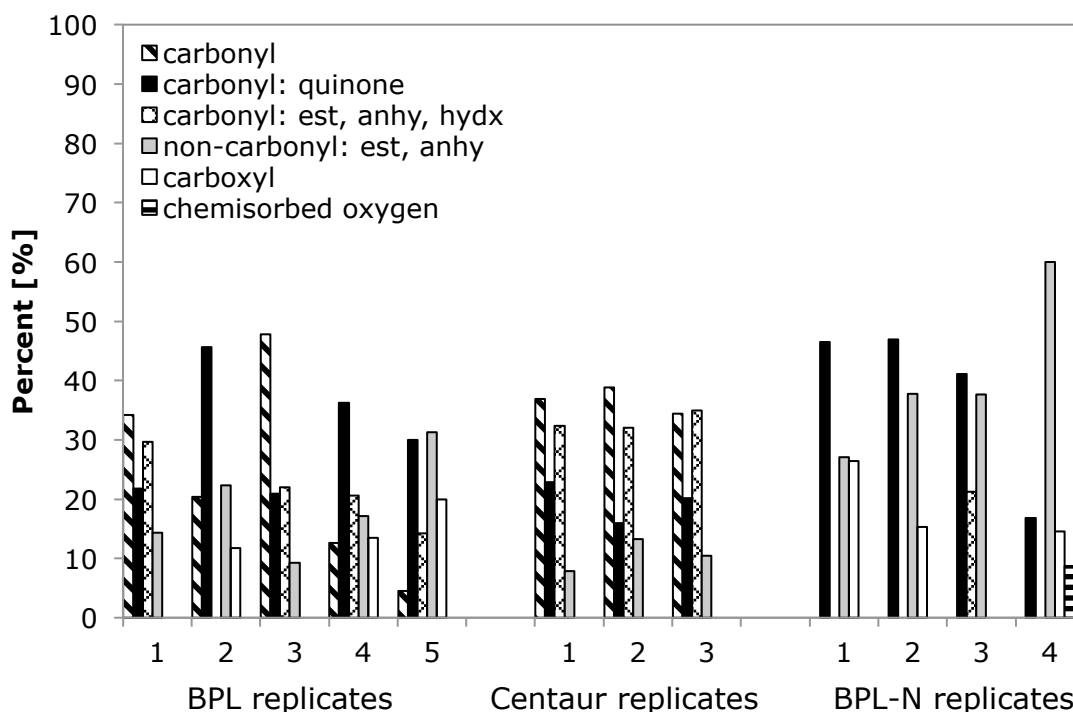 100
90
80
70
60
50
40
30
20
10
0
Percent [%]
carbonyl
carbonyl: quinone
carbonyl: est, anhy, hydx
non-carbonyl: est, anhy
carboxyl
chemisorbed oxygen
1 2 3 4 5 1 2 3 1 2 3 4
BPL replicates Centaur replicates BPL-N replicates